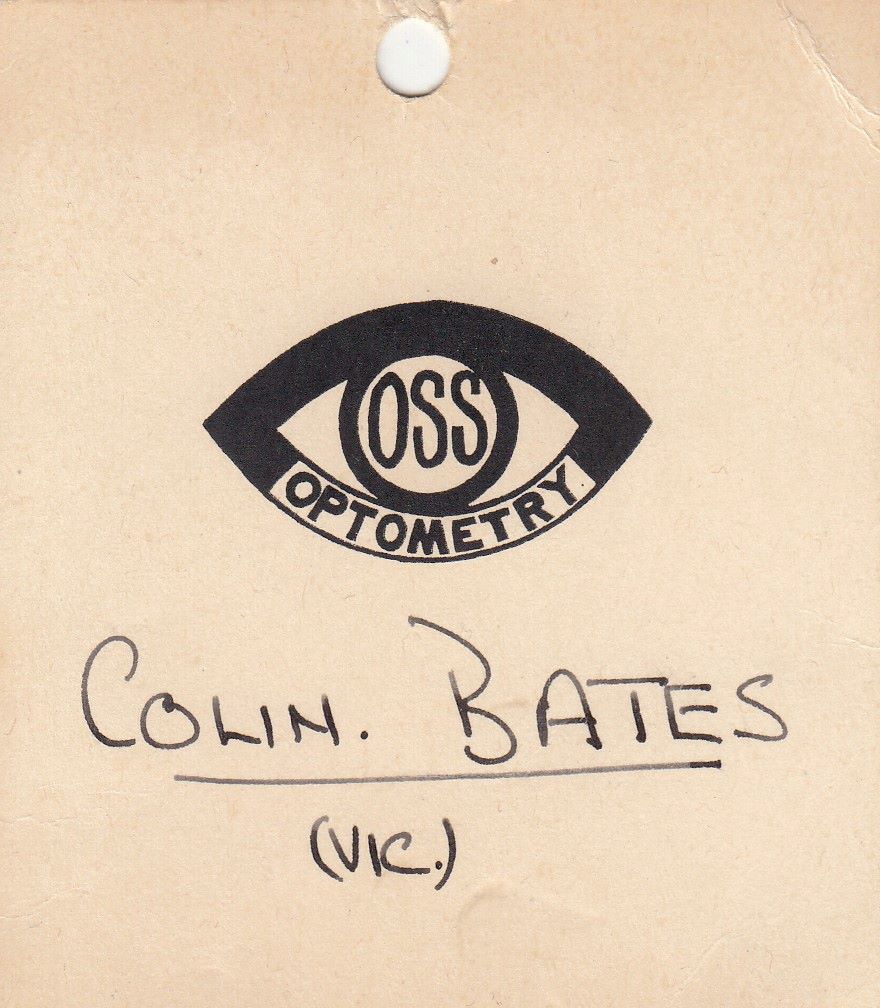 OSS
OPTOMETRY
COLIN. BATES
(VIC.)